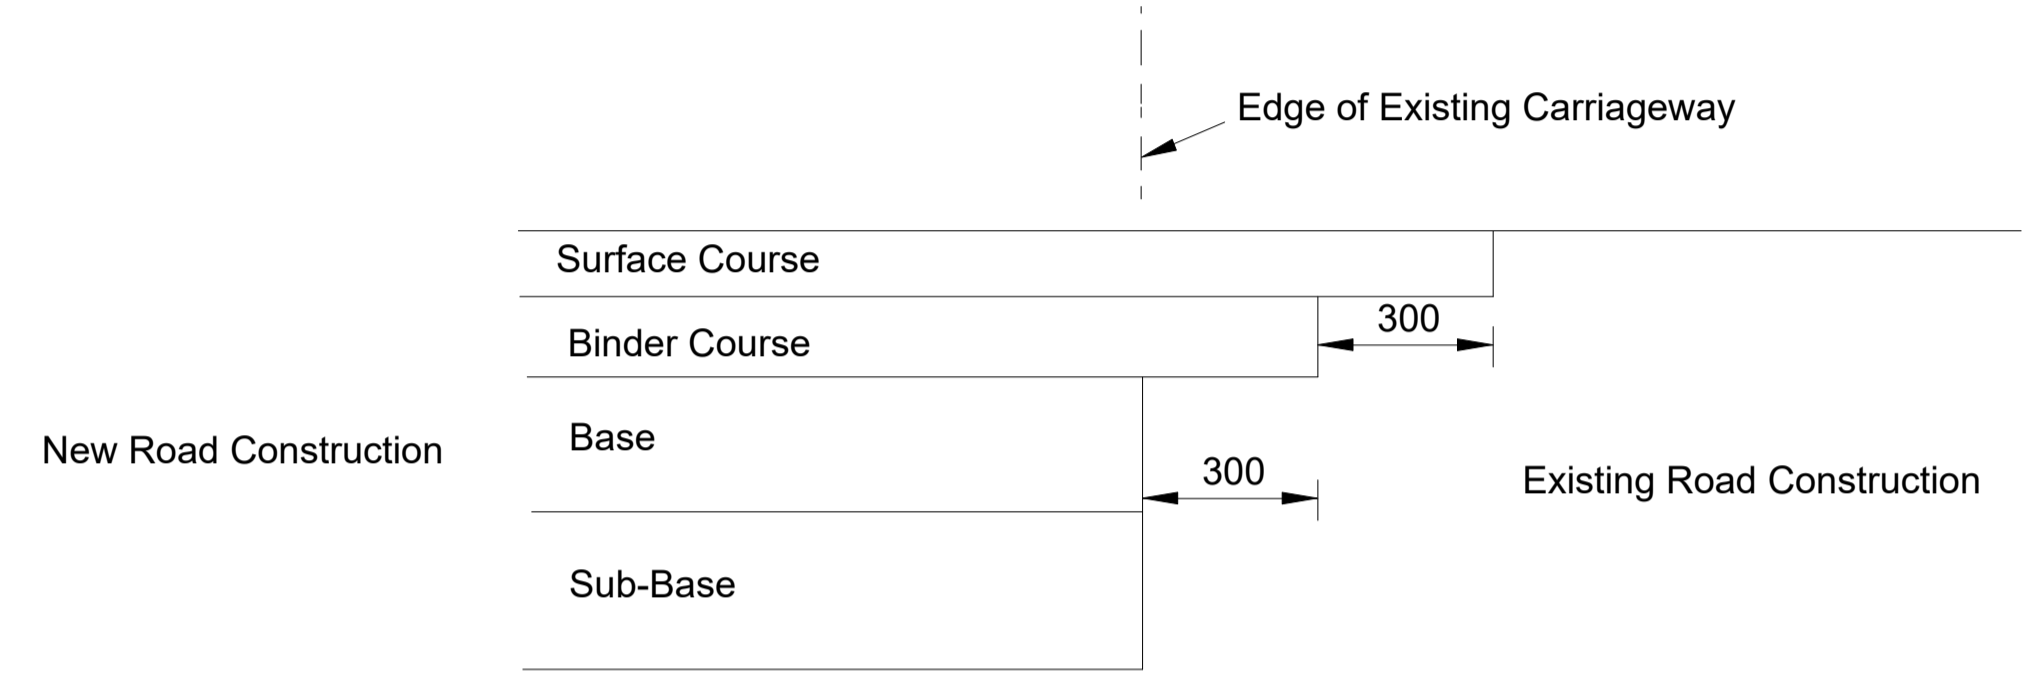 Edge of Existing Carriageway
Surface Course
300
Binder Course
Base
New Road Construction
300
Existing Road Construction
Sub-Base